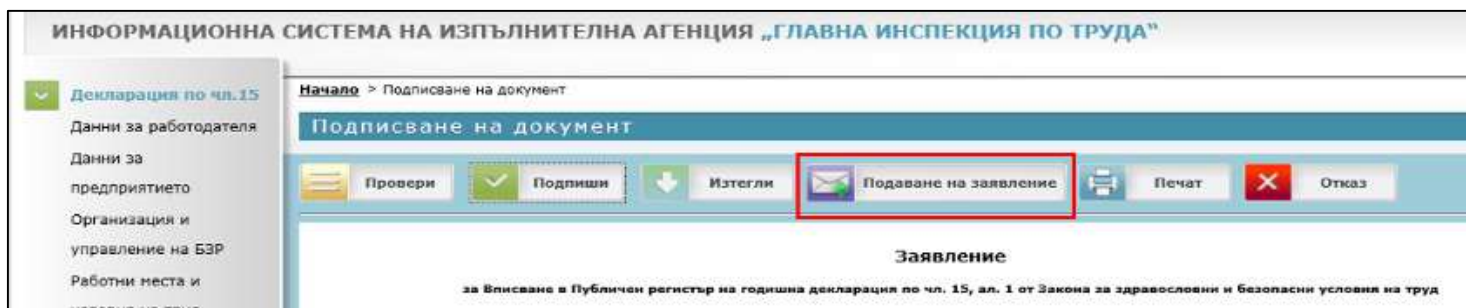 ИНФОРМАЦИОННА СИСТЕМА НА ИЗПЪЛНИТЕЛНА АГЕНЦИЯ „ГЛАВНА ИНСПЕКЦИЯ ПО ТРУДА“
Декларация по чл.15
Данни за работодателя
Данни за
предприятието
Организация и
управление на БЗР
Работни места и
Начало > Подписване на документ
Подписване на документ
Провери Подпиши Изтегли Подаване на заявление Печат Отказ
Заявление
за Вписване в Публичен регистър на годишна декларация по чл. 15, ал. 1 от Закона за здравословни и безопасни условия на труд